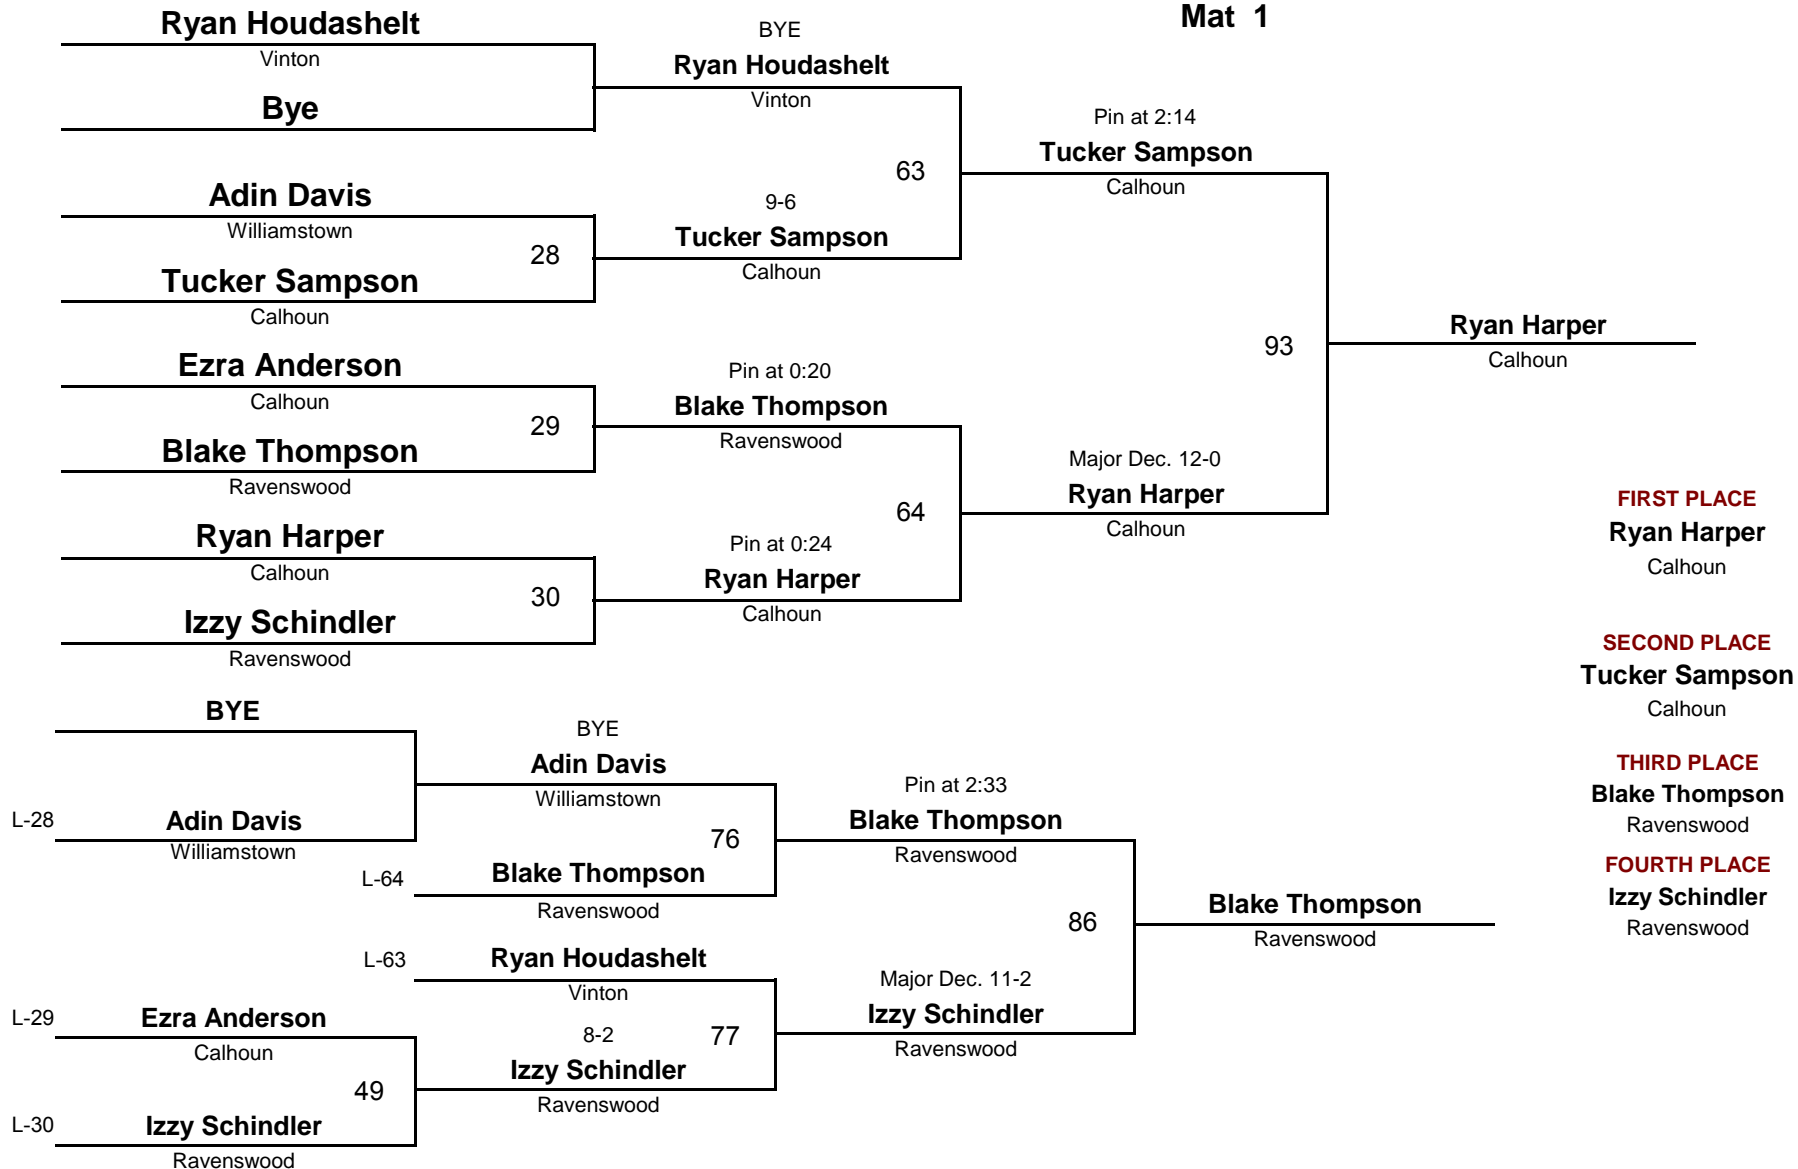 Mat 1
Ryan Houdashelt
Vinton
Bye
BYE
Ryan Houdashelt
Vinton
Adin Davis
Williamstown
28
Tucker Sampson
Calhoun
9-6
Tucker Sampson
Calhoun
63
Pin at 2:14
Tucker Sampson
Calhoun
Ezra Anderson
Calhoun
29
Blake Thompson
Ravenswood
Pin at 0:20
Blake Thompson
Ravenswood
Ryan Harper
Calhoun
30
Izzy Schindler
Ravenswood
Pin at 0:24
Ryan Harper
Calhoun
64
Major Dec. 12-0
Ryan Harper
Calhoun
93
Ryan Harper
Calhoun
FIRST PLACE
Ryan Harper
Calhoun
SECOND PLACE
Tucker Sampson
Calhoun
THIRD PLACE
Blake Thompson
Ravenswood
FOURTH PLACE
Izzy Schindler
Ravenswood
BYE
L-28
Adin Davis
Williamstown
BYE
Adin Davis
Williamstown
76
L-64
Blake Thompson
Ravenswood
Pin at 2:33
Blake Thompson
Ravenswood
L-63
Ryan Houdashelt
Vinton
L-29
Ezra Anderson
Calhoun
49
L-30
Izzy Schindler
Ravenswood
8-2
77
Izzy Schindler
Ravenswood
Major Dec. 11-2
Izzy Schindler
Ravenswood
86
Blake Thompson
Ravenswood